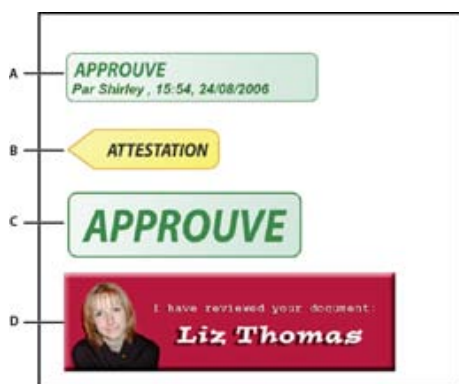 A
APPROUVE
Par Shirley , 15:54, 24/08/2006
B
ATTESTATION
C
APPROUVE
D
I have reviewed your document:
Liz Thomas